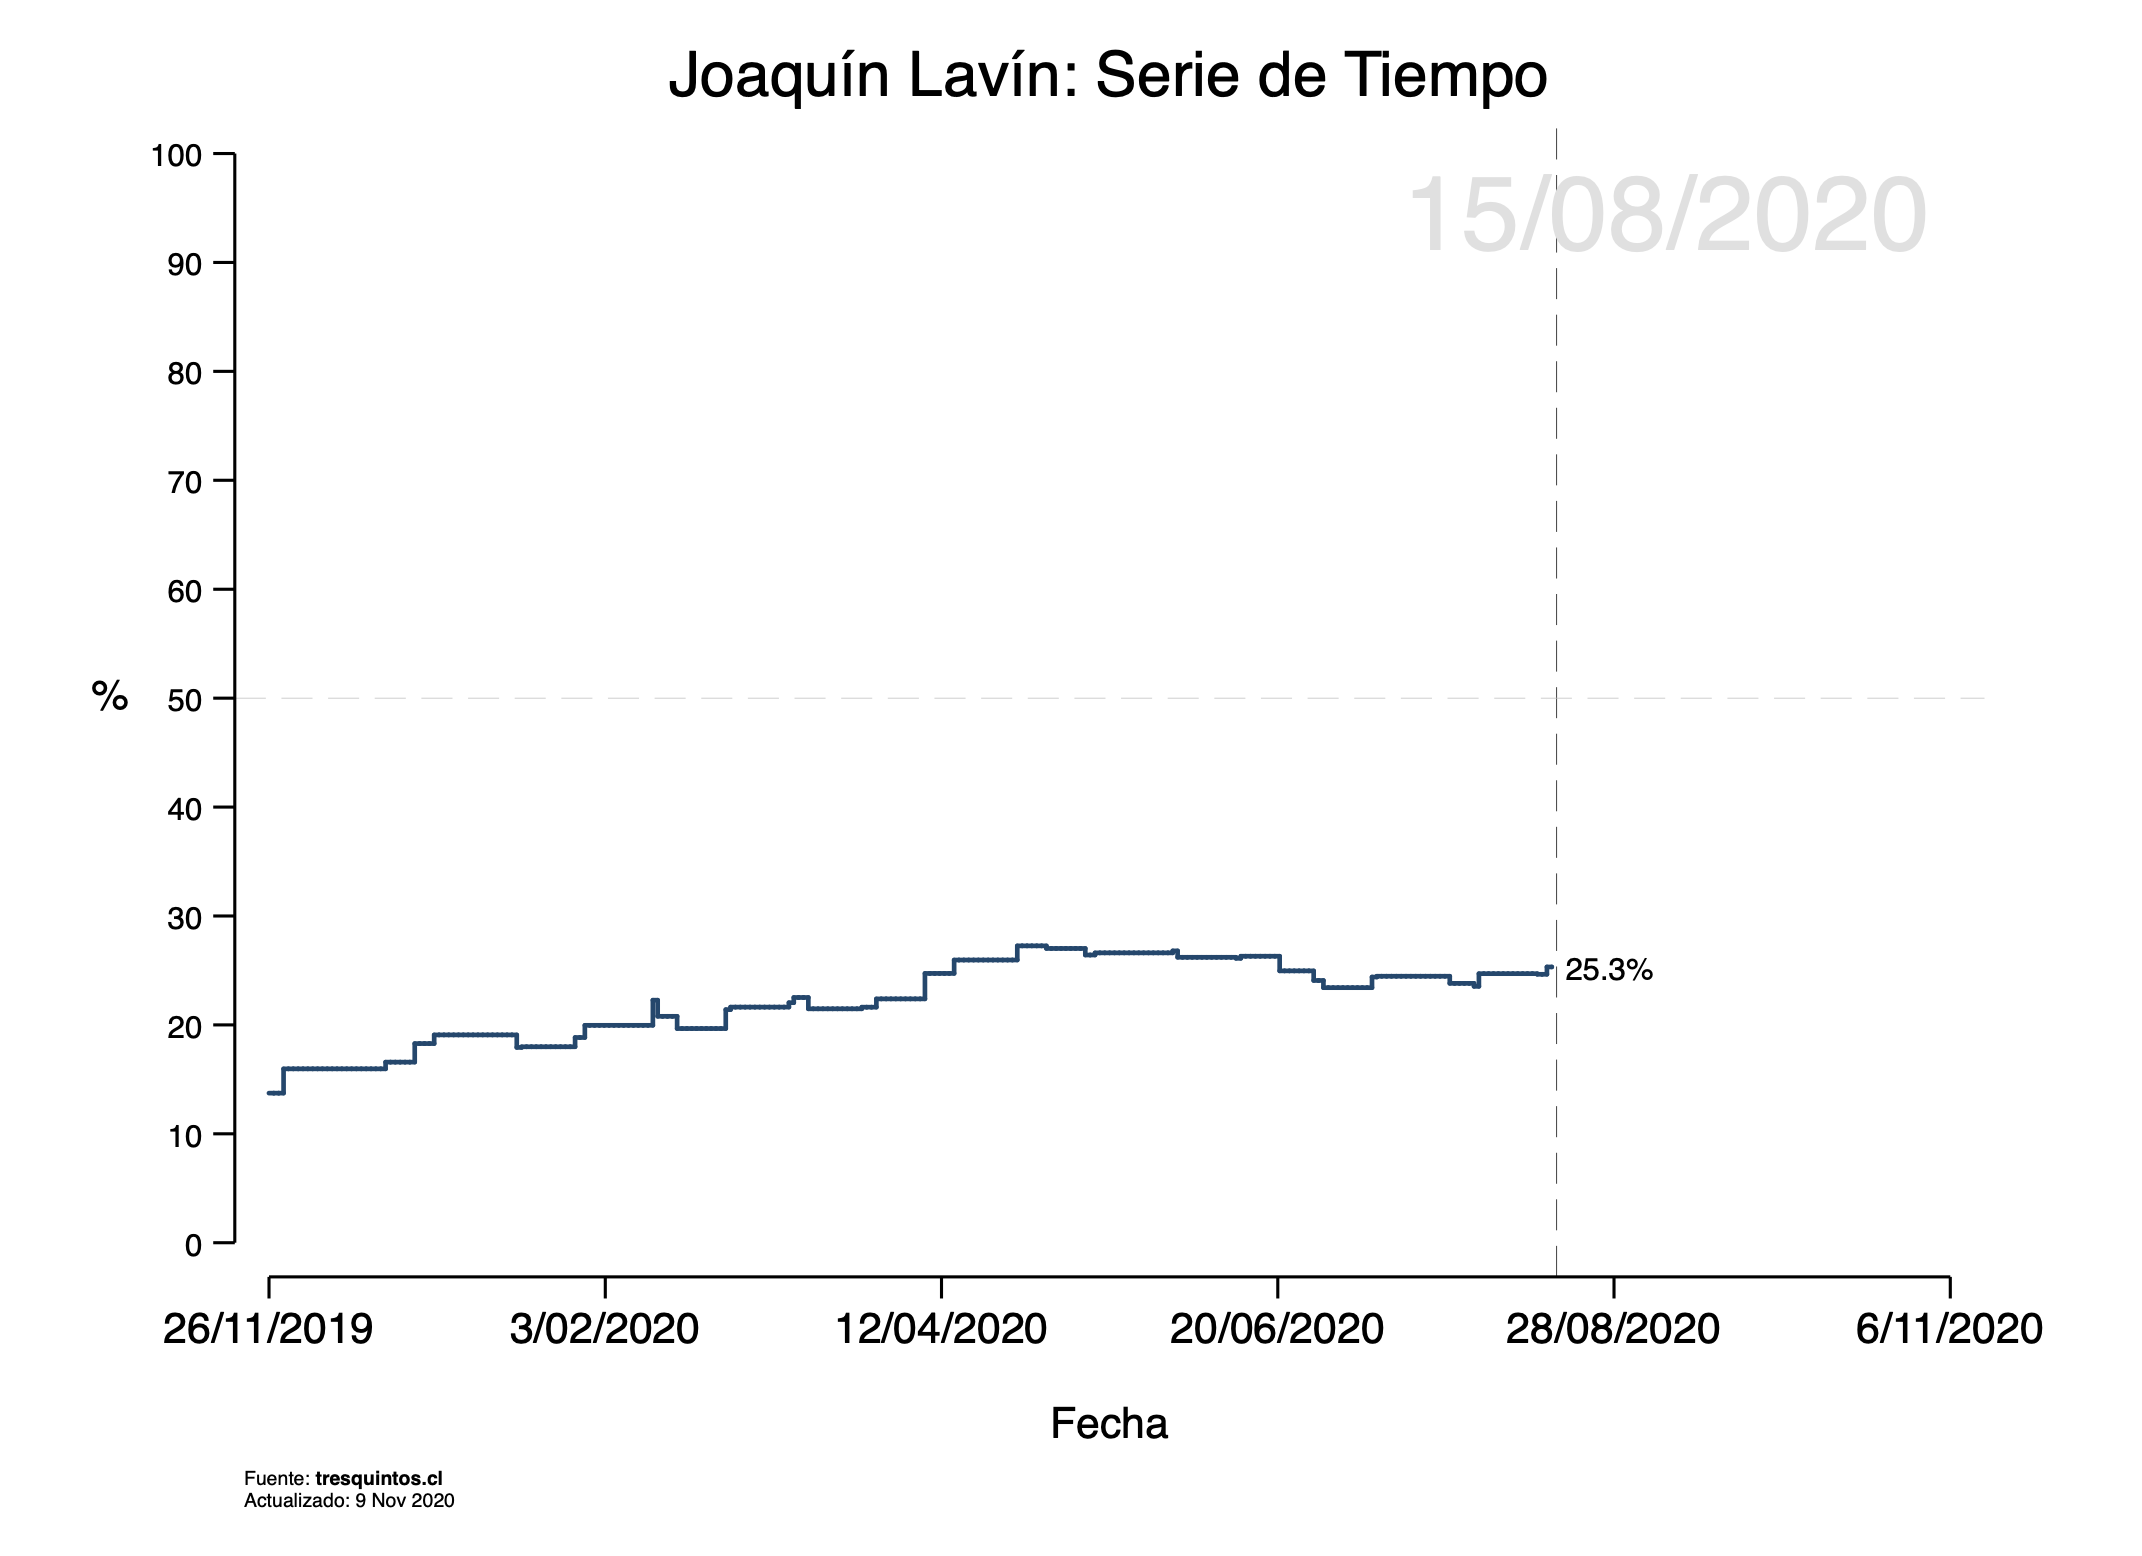 Joaquín Lavín: Serie de Tiempo
15/08/2020
100
90
80
70
60
50
40
30
20
10
0
%
25.3%
26/11/2019 3/02/2020 12/04/2020 20/06/2020 28/08/2020 6/11/2020
Fecha
Fuente: tresquintos.cl
Actualizado: 9 Nov 2020